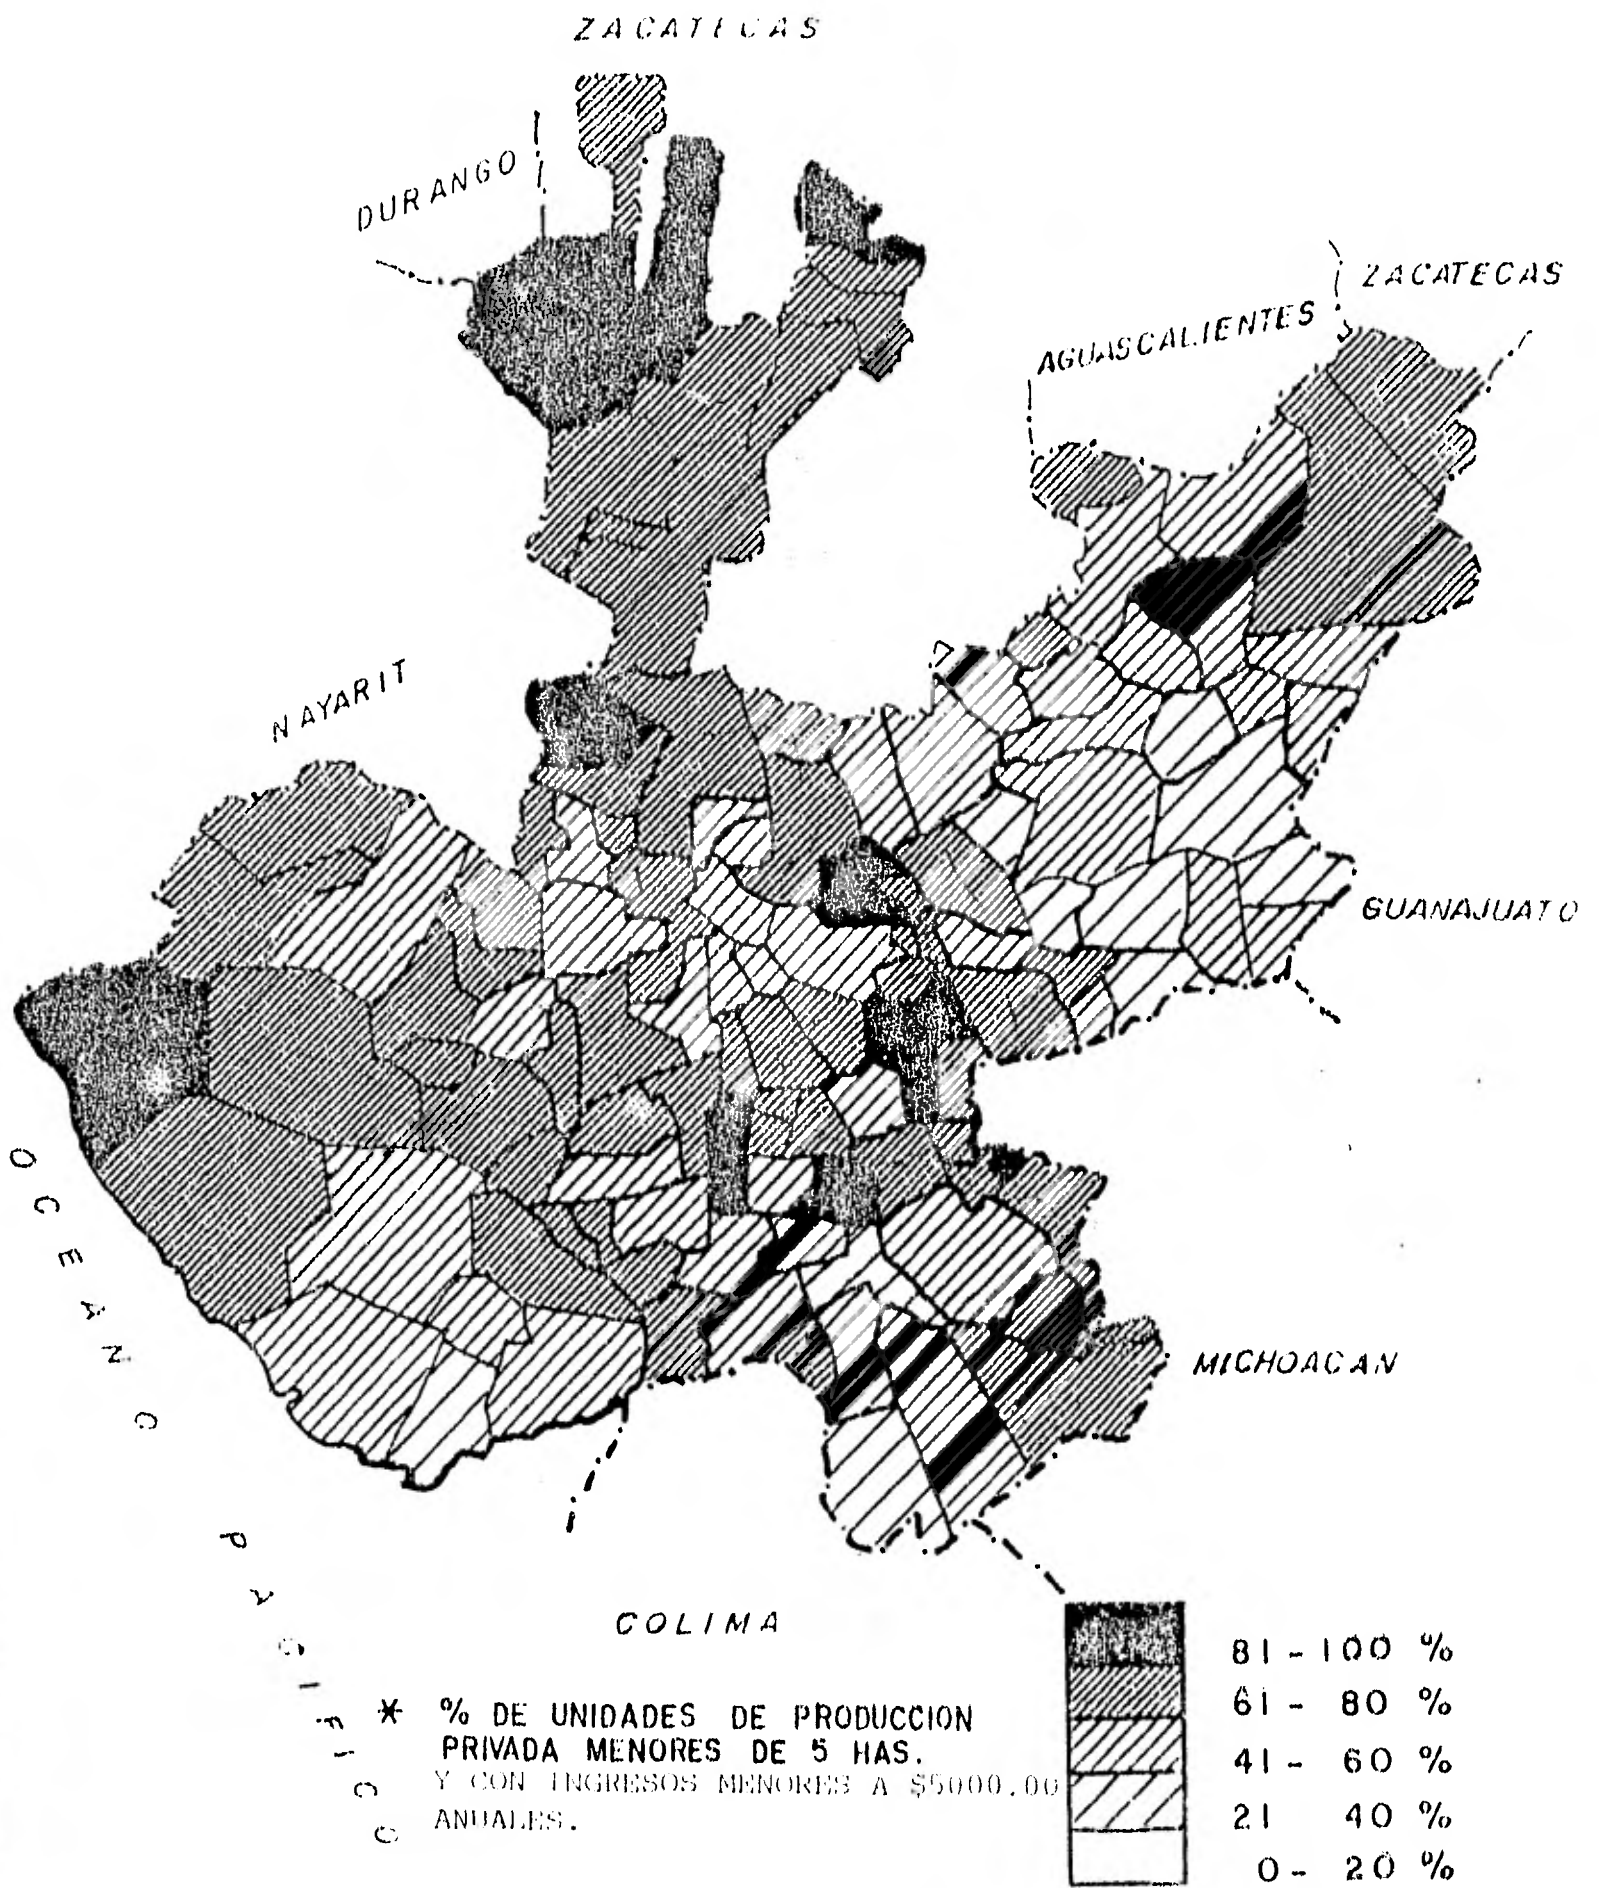 ZACATECAS
DURANGO
ZACATECAS
AGUASCALIENTES
NAYARIT
GUANAJUATO
OCEANO PACIFICO
MICHOACAN
COLIMA
* % DE UNIDADES DE PRODUCCION
PRIVADA MENORES DE 5 HAS.
Y CON INGRESOS MENORES A $5000.00
ANUALES.
81 - 100 %
61 - 80 %
41 - 60 %
21 40 %
0 - 20 %